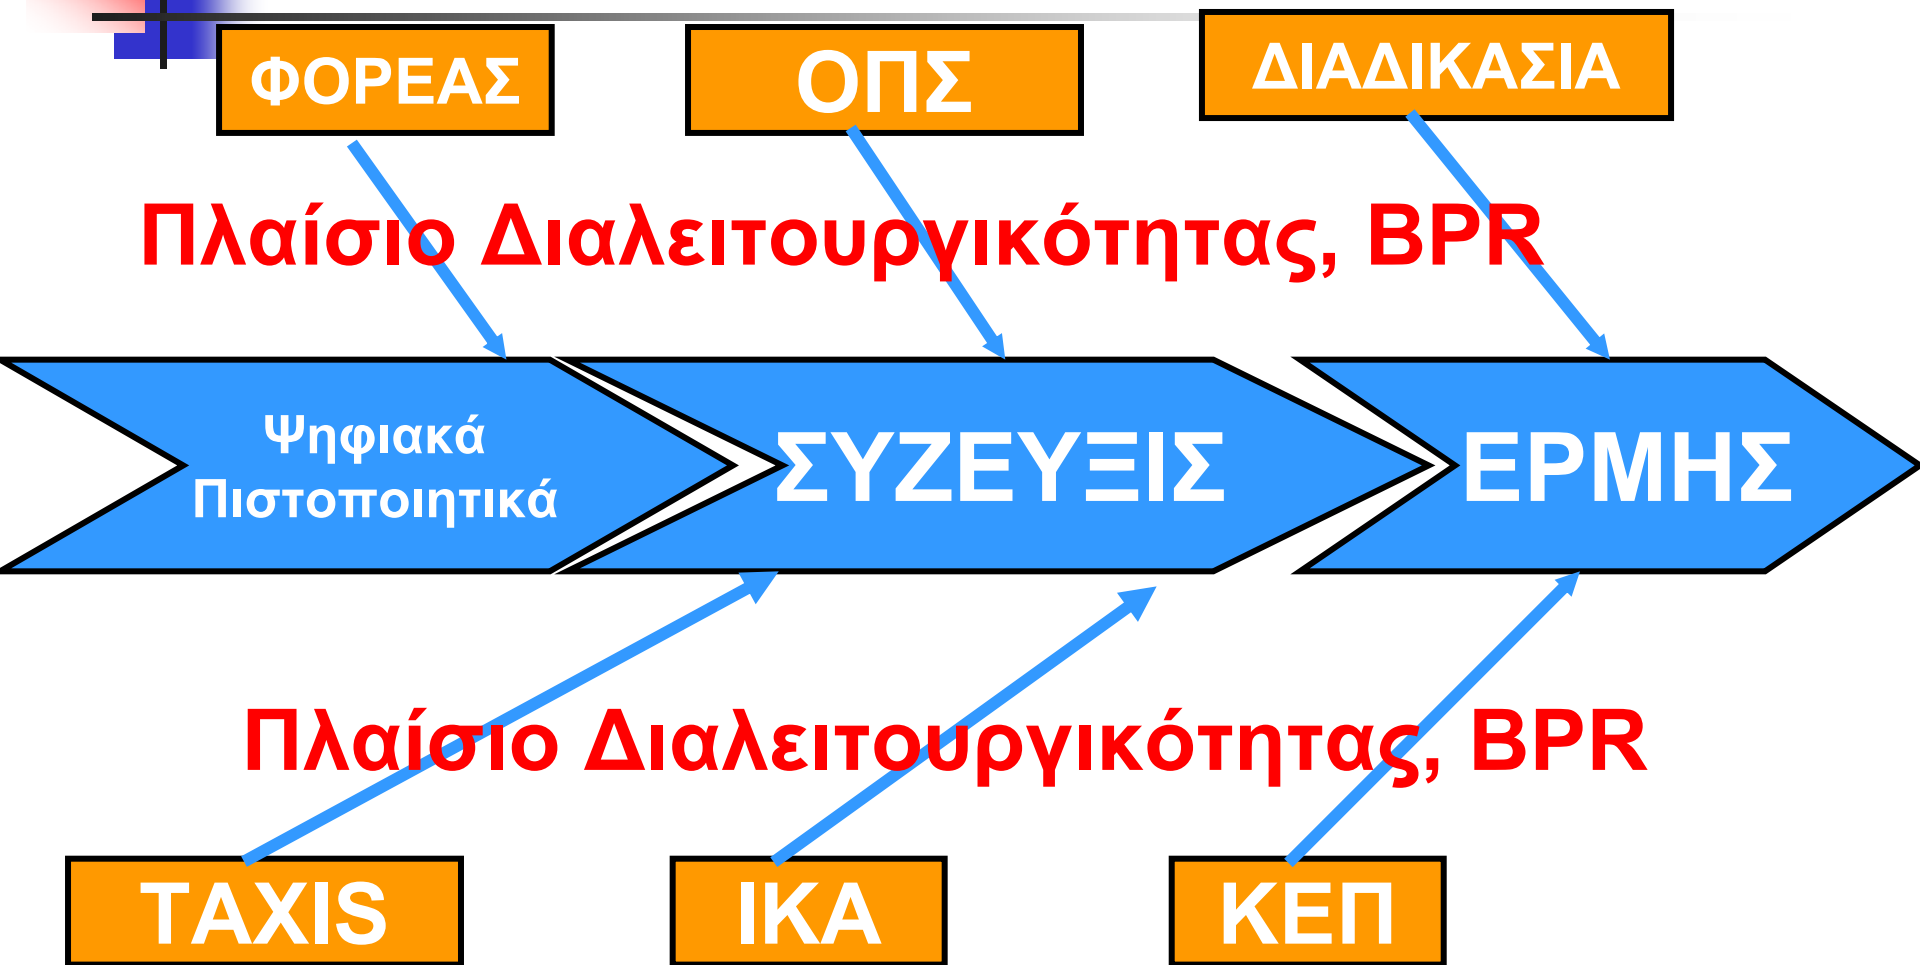 ΦΟΡΕΑΣ
ΟΠΣ
ΔΙΑΔΙΚΑΣΙΑ
Πλαίσιο Διαλειτουργικότητας, BPR
Ψηφιακά
Πιστοποιητικά
ΣΥΖΕΥΞΙΣ
ΕΡΜΗΣ
Πλαίσιο Διαλειτουργικότητας, BPR
TAXIS
ΙΚΑ
ΚΕΠ